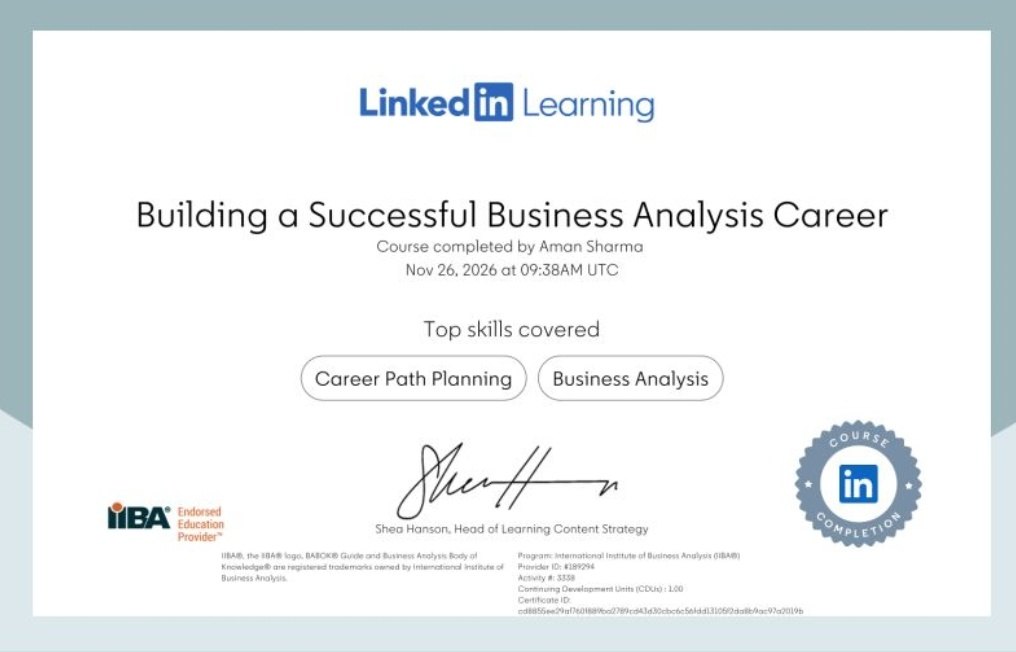 LinkedIn Learning
Building a Successful Business Analysis Career
Course completed by Aman Sharma
Nov 26, 2026 at 09:38AM UTC
Top skills covered
Career Path Planning
Business Analysis
COURSE
in
COMPLETION
IIBA®
Endorsed
Education
Provider™
Shea Hanson, Head of Learning Content Strategy
IIBA®, the IIBA® logo, BABOK® Guide and Business Analysis Body of
Knowledge® are registered trademarks owned by International Institute of
Business Analysis.
Program: International Institute of Business Analysis (IIBA®)
Provider ID: #189294
Activity #: 3338
Continuing Development Units (CDUs) : 1.00
Certificate ID: